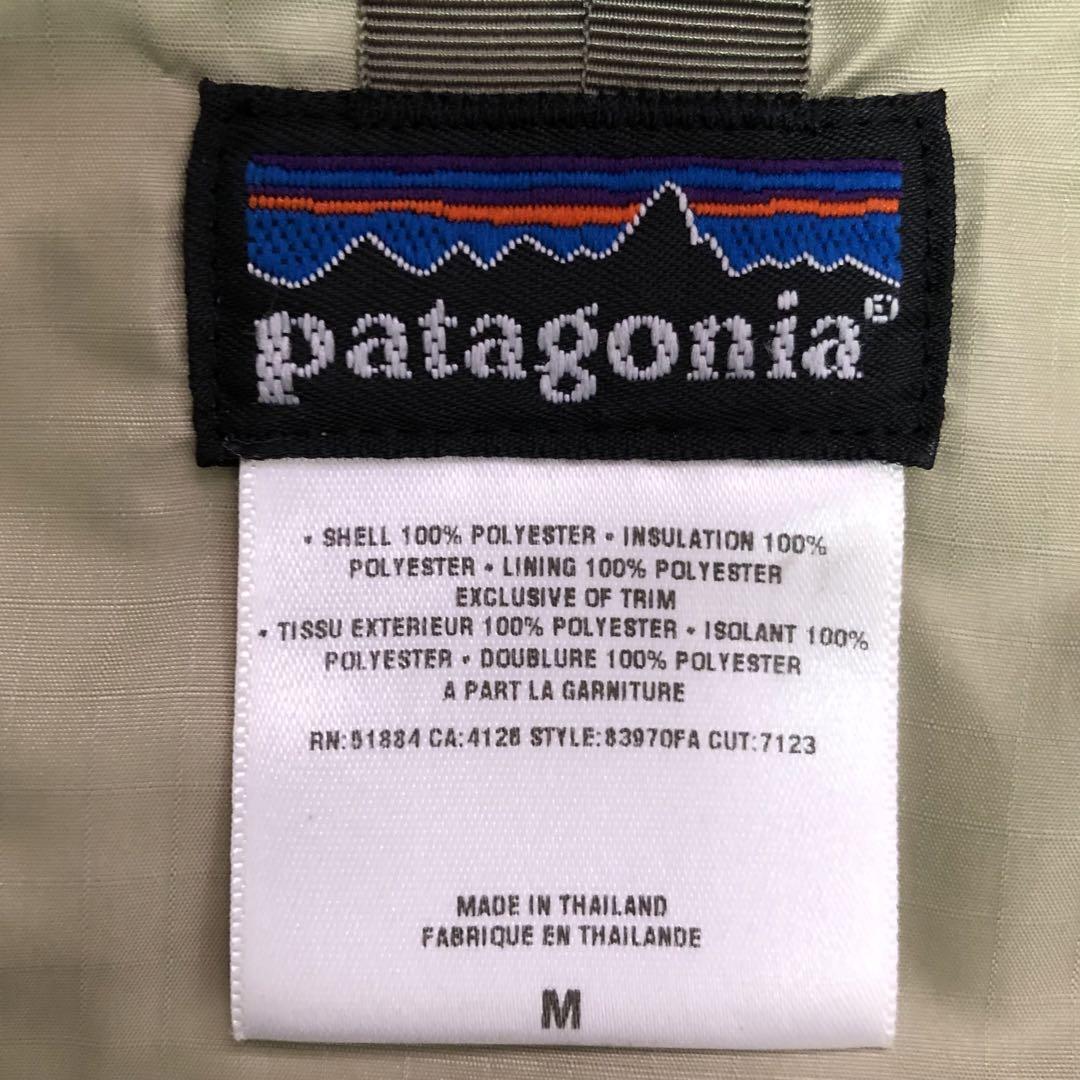 patagonia®
• SHELL 100% POLYESTER • INSULATION 100%
POLYESTER • LINING 100% POLYESTER
EXCLUSIVE OF TRIM
• TISSU EXTERIEUR 100% POLYESTER • ISOLANT 100%
POLYESTER • DOUBLURE 100% POLYESTER
A PART LA GARNITURE
RN:51884 CA:4128 STYLE:83970FA CUT:7123
MADE IN THAILAND
FABRIQUE EN THAILANDE
M